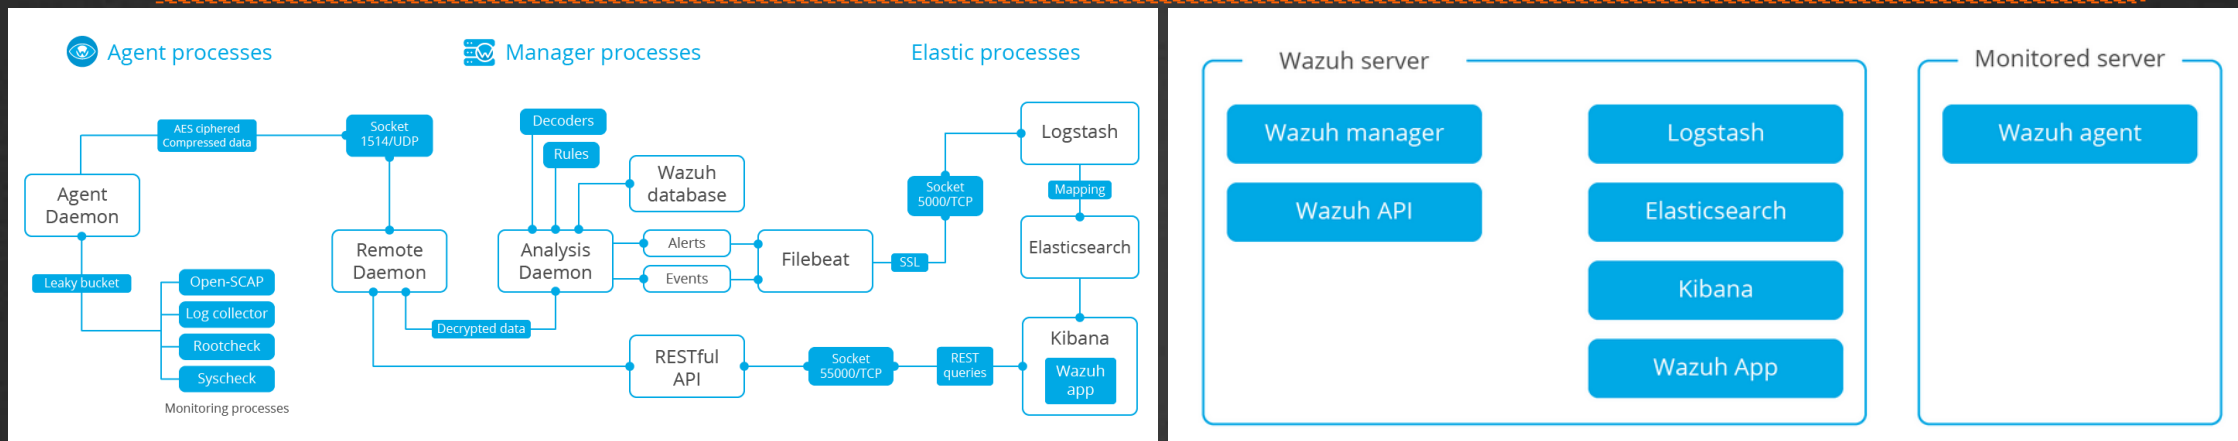 Agent processes
Manager processes
Elastic processes
AES ciphered
Compressed data
Socket
1514/UDP
Agent
Daemon
Leaky bucket
Open-SCAP
Log collector
Rootcheck
Syscheck
Monitoring processes
Remote
Daemon
Decrypted data
Decoders
Rules
Wazuh
database
Analysis
Daemon
Alerts
Events
Filebeat
SSL
Socket
5000/TCP
Logstash
Mapping
Elasticsearch
Kibana
Wazuh
app
RESTful
API
Socket
55000/TCP
REST
queries
Wazuh server
Wazuh manager
Wazuh API
Logstash
Elasticsearch
Kibana
Wazuh App
Monitored server
Wazuh agent